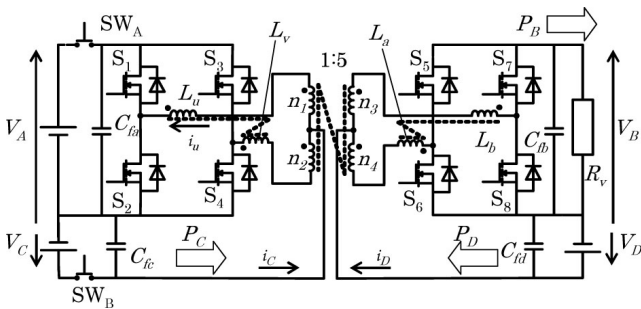 SW_A
L_v
1:5
L_a
P_B
S_1
S_3
S_5
S_7
L_u
V_A
C_fa
n_1
n_3
C_fb
V_B
i_u
L_b
R_v
n_2
n_4
S_2
S_4
S_6
S_8
V_C
C_fc
P_C
i_C
i_D
P_D
C_fd
V_D
SW_B